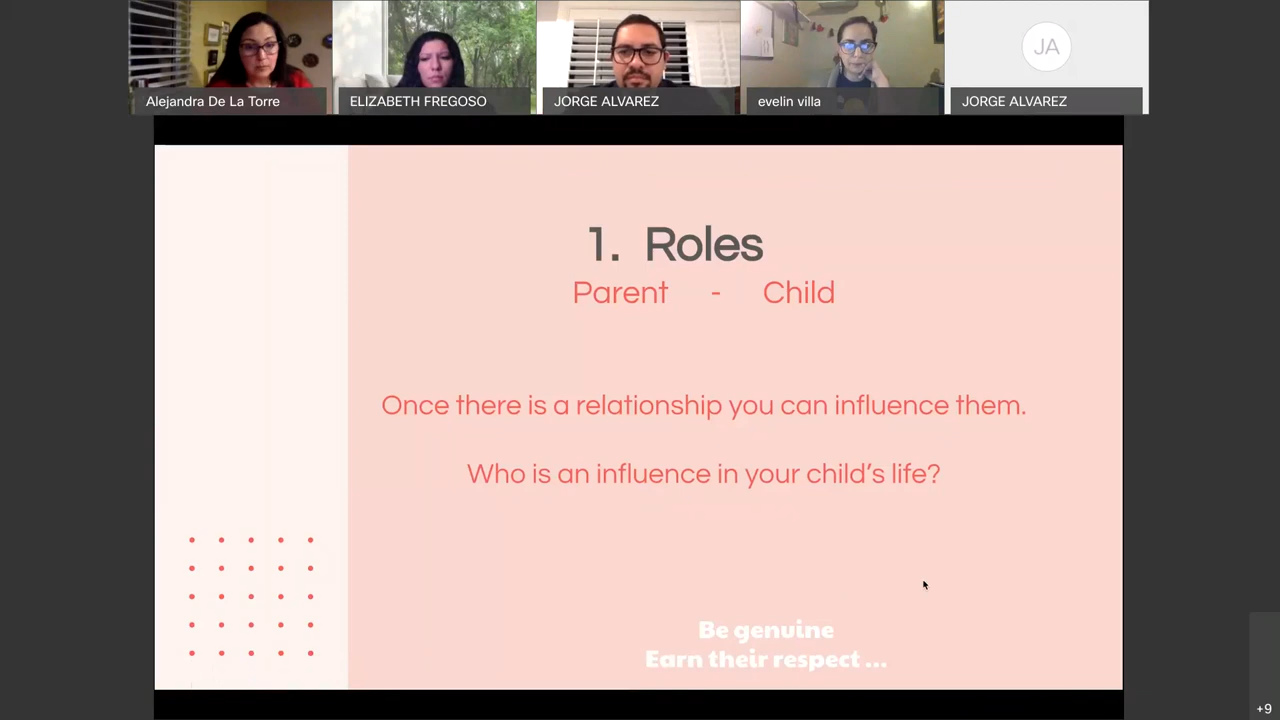 Alejandra De La Torre
ELIZABETH FREGOSO
JORGE ALVAREZ
evelin villa
JA
JORGE ALVAREZ
1. Roles
Parent - Child
Once there is a relationship you can influence them.
Who is an influence in your child's life?
Be genuine
Earn their respect ...
+9